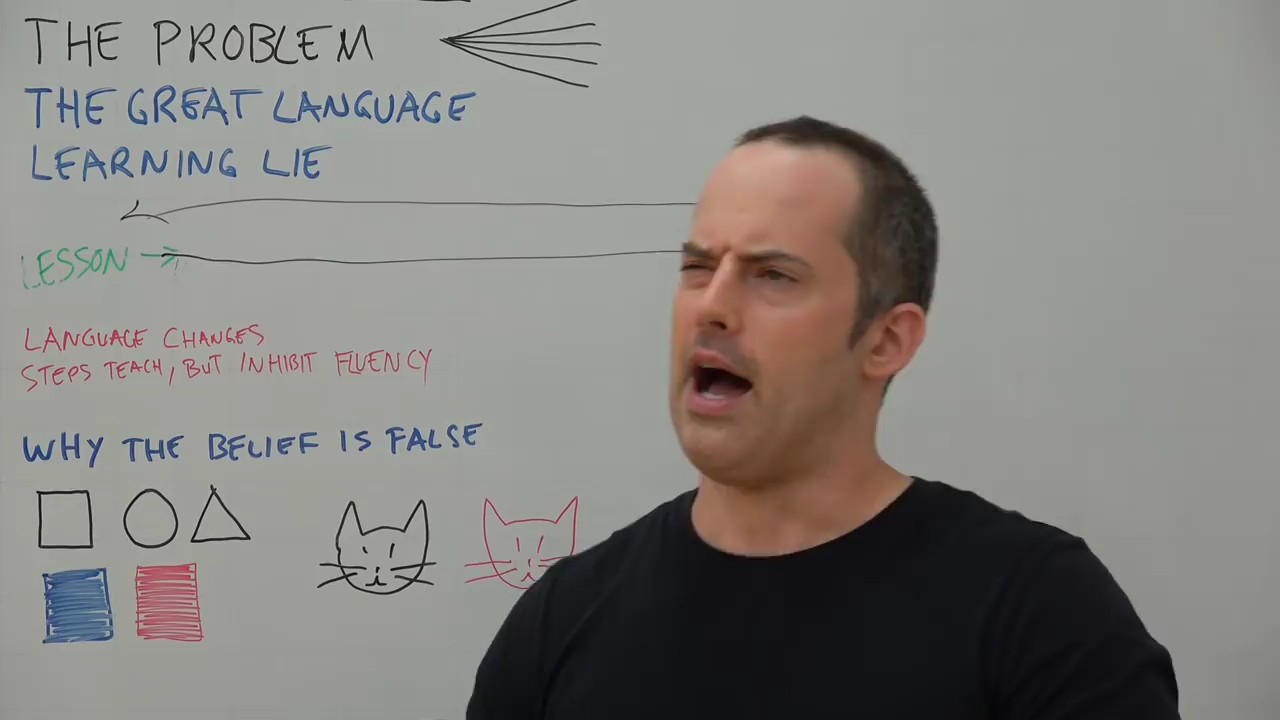 THE PROBLEM
THE GREAT LANGUAGE
LEARNING LIE
LESSON
LANGUAGE CHANGES
STEPS TEACH, BUT INHIBIT FLUENCY
WHY THE BELIEF IS FALSE